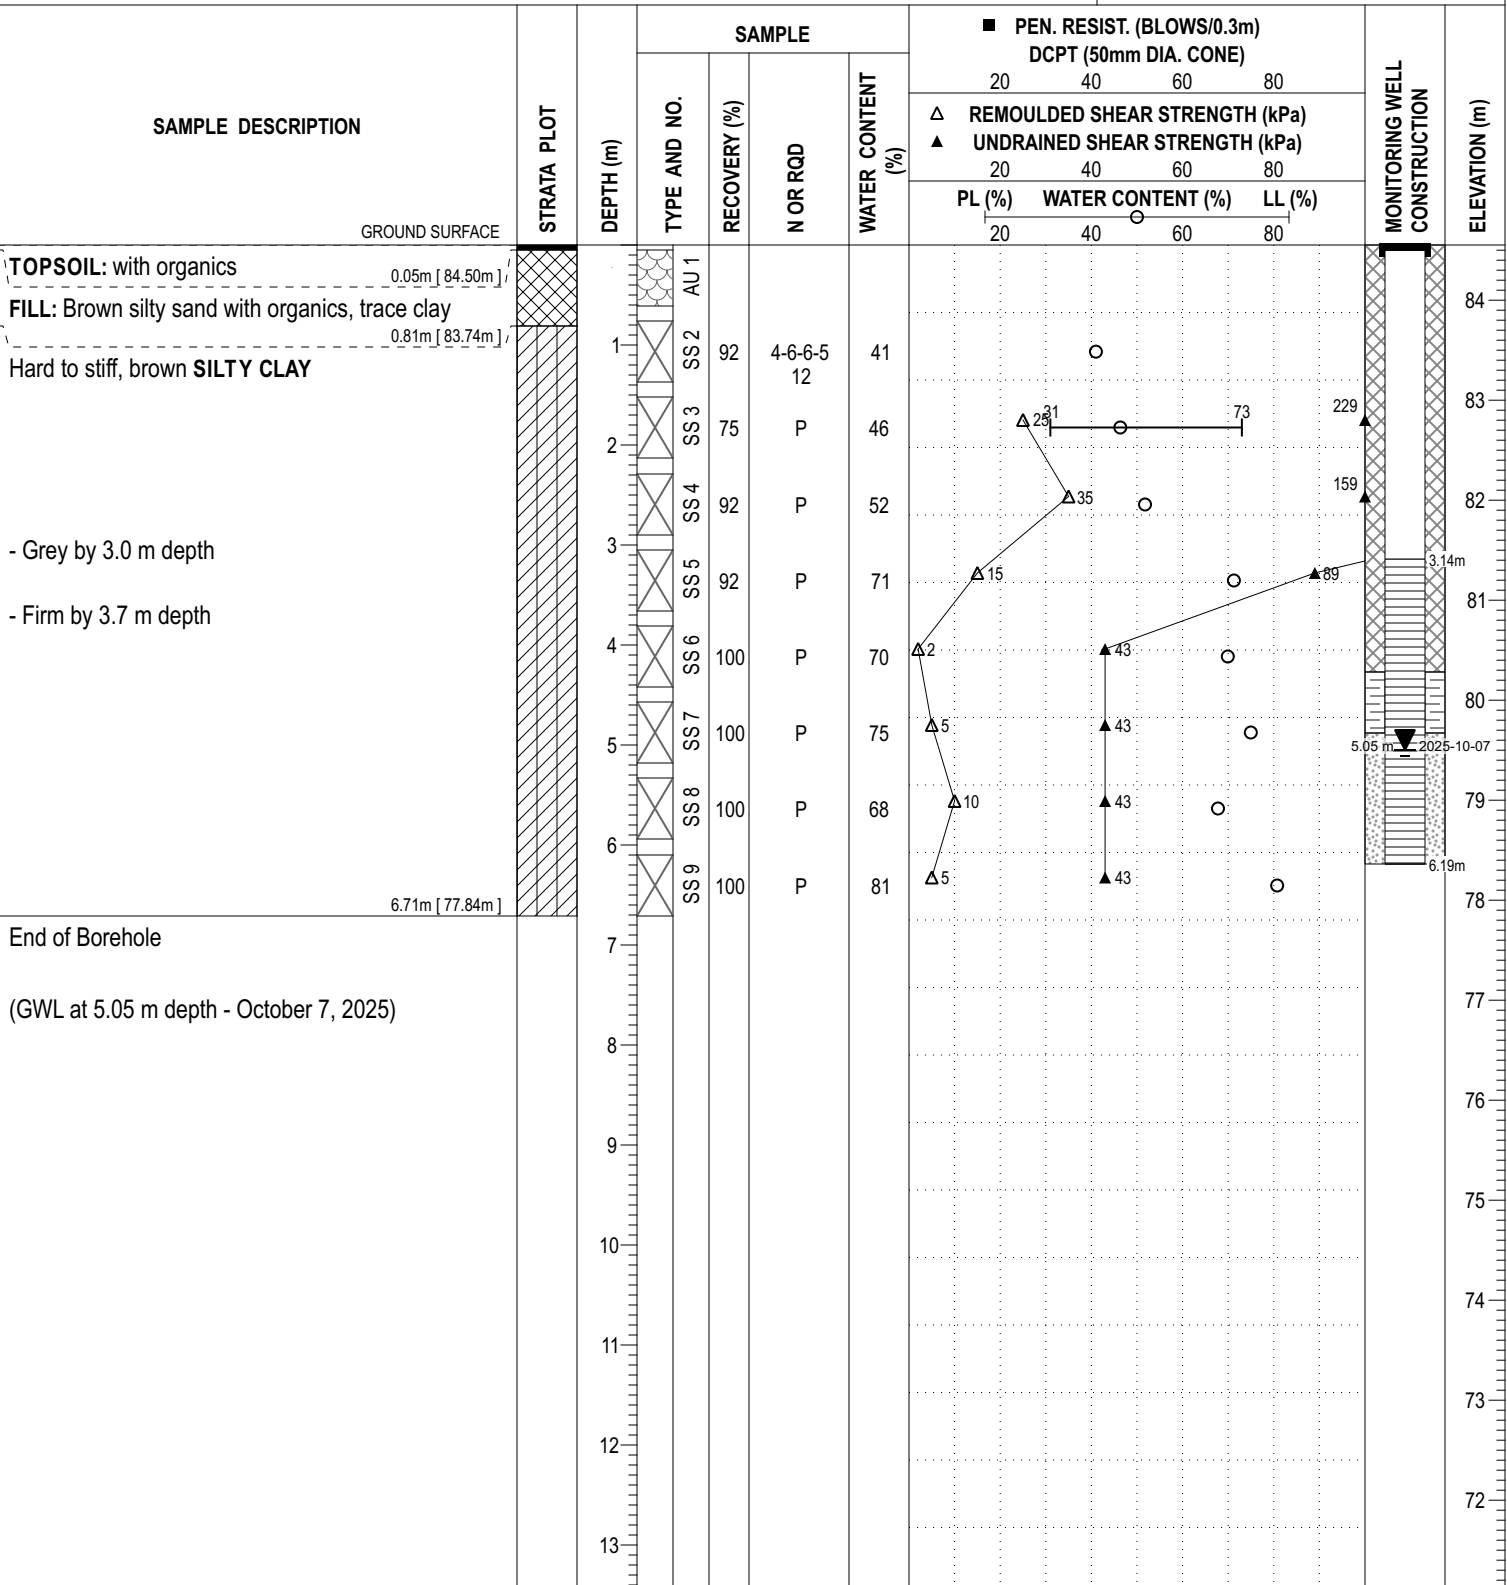 SAMPLE DESCRIPTION
GROUND SURFACE
STRATA PLOT
DEPTH (m)
SAMPLE
TYPE AND NO.
RECOVERY (%)
N OR RQD
WATER CONTENT
(%)
■ PEN. RESIST. (BLOWS/0.3m)
DCPT (50mm DIA. CONE)
20 40 60 80
△ REMOULDED SHEAR STRENGTH (kPa)
▲ UNDRAINED SHEAR STRENGTH (kPa)
20 40 60 80
PL (%) WATER CONTENT (%) LL (%)
20 40 60 80
MONITORING WELL
CONSTRUCTION
ELEVATION (m)
TOPSOIL: with organics
0.05m [ 84.50m ]
FILL: Brown silty sand with organics, trace clay
0.81m [ 83.74m ]
Hard to stiff, brown SILTY CLAY
- Grey by 3.0 m depth
- Firm by 3.7 m depth
6.71m [ 77.84m ]
End of Borehole
(GWL at 5.05 m depth - October 7, 2025)
1
2
3
4
5
6
7
8
9
10
11
12
13
AU 1
SS 2 92 4-6-6-5 41
12
SS 3 75 P 46
SS 4 92 P 52
SS 5 92 P 71
SS 6 100 P 70
SS 7 100 P 75
SS 8 100 P 68
SS 9 100 P 81
25 31 73 229
35 159
15 89
2 43
5 43
10 43
5 43
3.14m
5.05 m 2025-10-07
6.19m
84
83
82
81
80
79
78
77
76
75
74
73
72